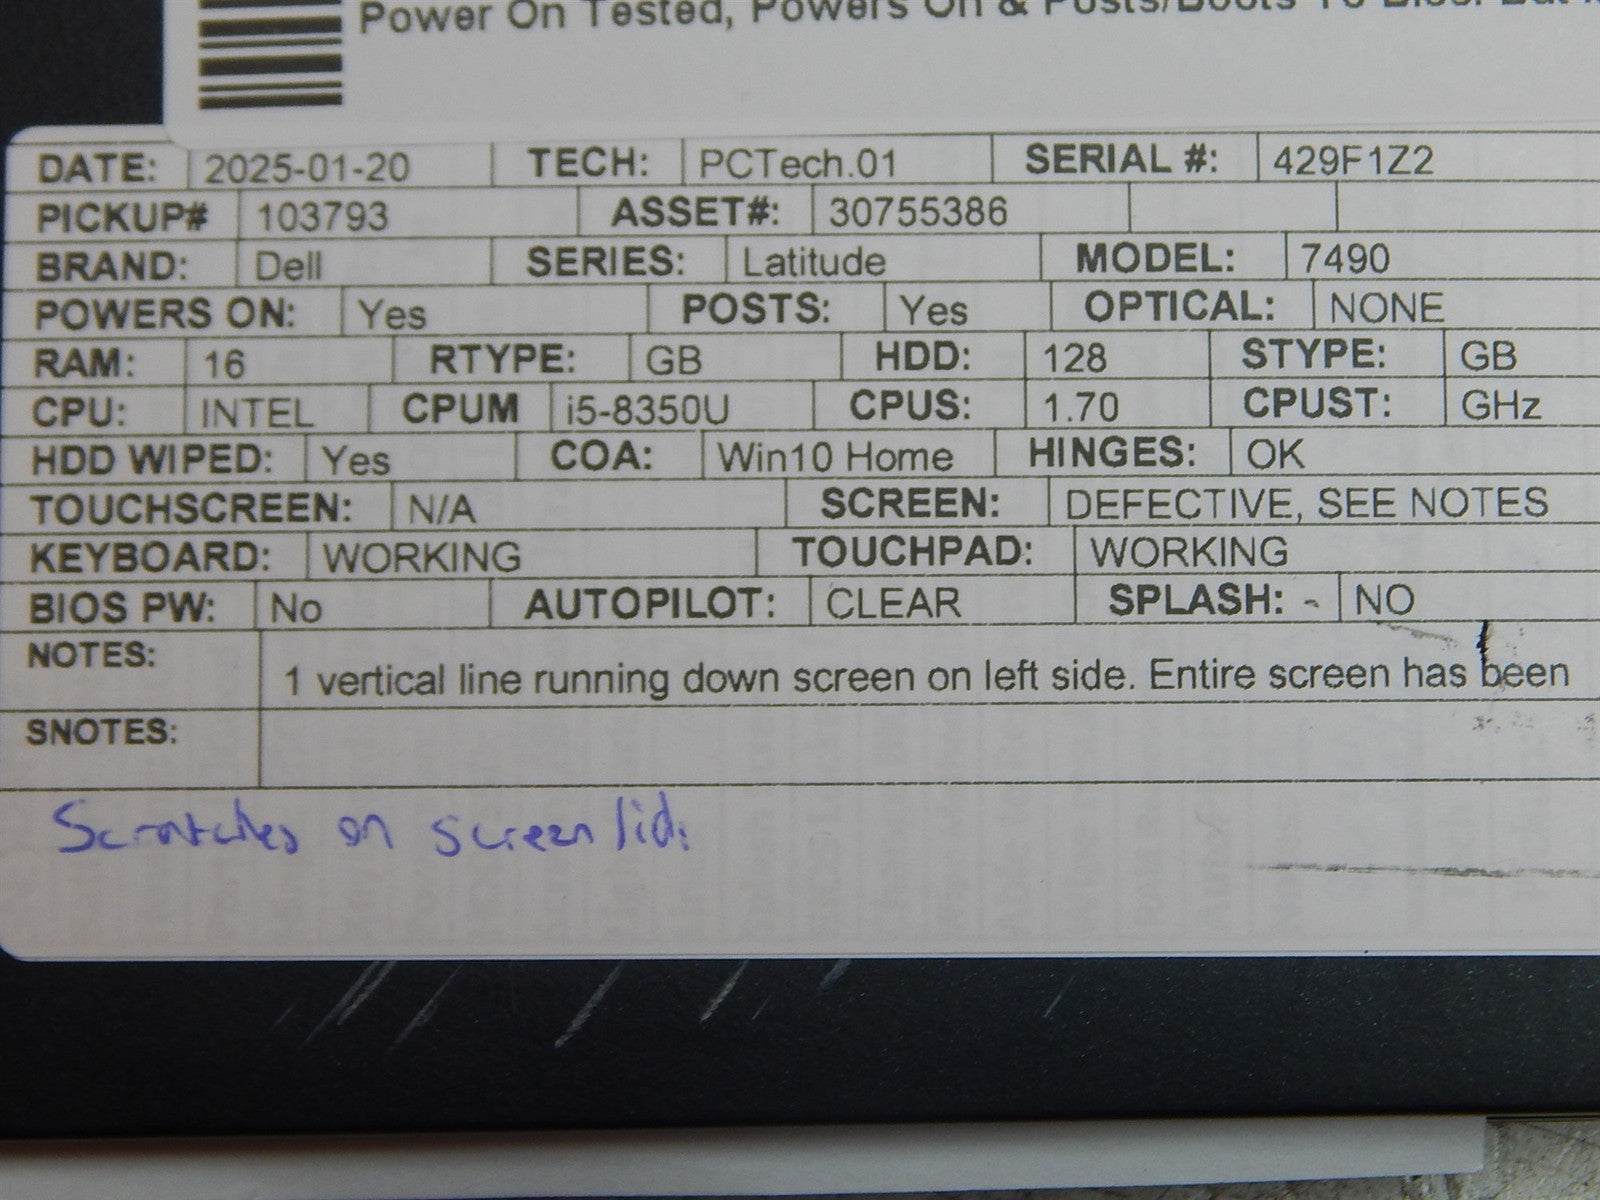 Power On Tested, Powers On & Posts/Boots To Bios. But
DATE: 2025-01-20 TECH: PCTech.01 SERIAL #: 429F1Z2
PICKUP# 103793 ASSET#: 30755386
BRAND: Dell SERIES: Latitude MODEL: 7490
POWERS ON: Yes POSTS: Yes OPTICAL: NONE
RAM: 16 RTYPE: GB HDD: 128 STYPE: GB
CPU: INTEL CPUM i5-8350U CPUS: 1.70 CPUST: GHz
HDD WIPED: Yes COA: Win10 Home HINGES: OK
TOUCHSCREEN: N/A SCREEN: DEFECTIVE, SEE NOTES
KEYBOARD: WORKING TOUCHPAD: WORKING
BIOS PW: No AUTOPILOT: CLEAR SPLASH: NO
NOTES: 1 vertical line running down screen on left side. Entire screen has been
SNOTES:
Scratches on screen lid.